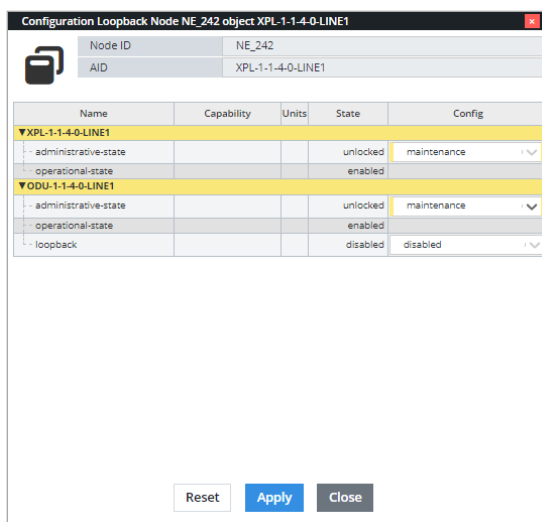 Configuration Loopback Node NE_242 object XPL-1-1-4-0-LINE1
Node ID NE_242
AID XPL-1-1-4-0-LINE1
Name Capability Units State Config
▼XPL-1-1-4-0-LINE1
administrative-state unlocked maintenance
operational-state enabled
▼ODU-1-1-4-0-LINE1
administrative-state unlocked maintenance
operational-state enabled
loopback disabled disabled
Reset Apply Close